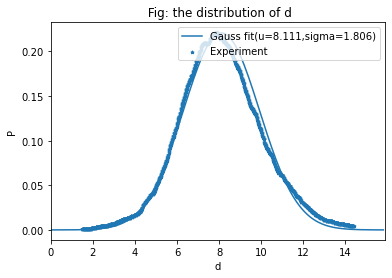 Fig: the distribution of d
Gauss fit(u=8.111,sigma=1.806)
Experiment
0.20
0.15
0.10
0.05
0.00
P
0 2 4 6 8 10 12 14
d